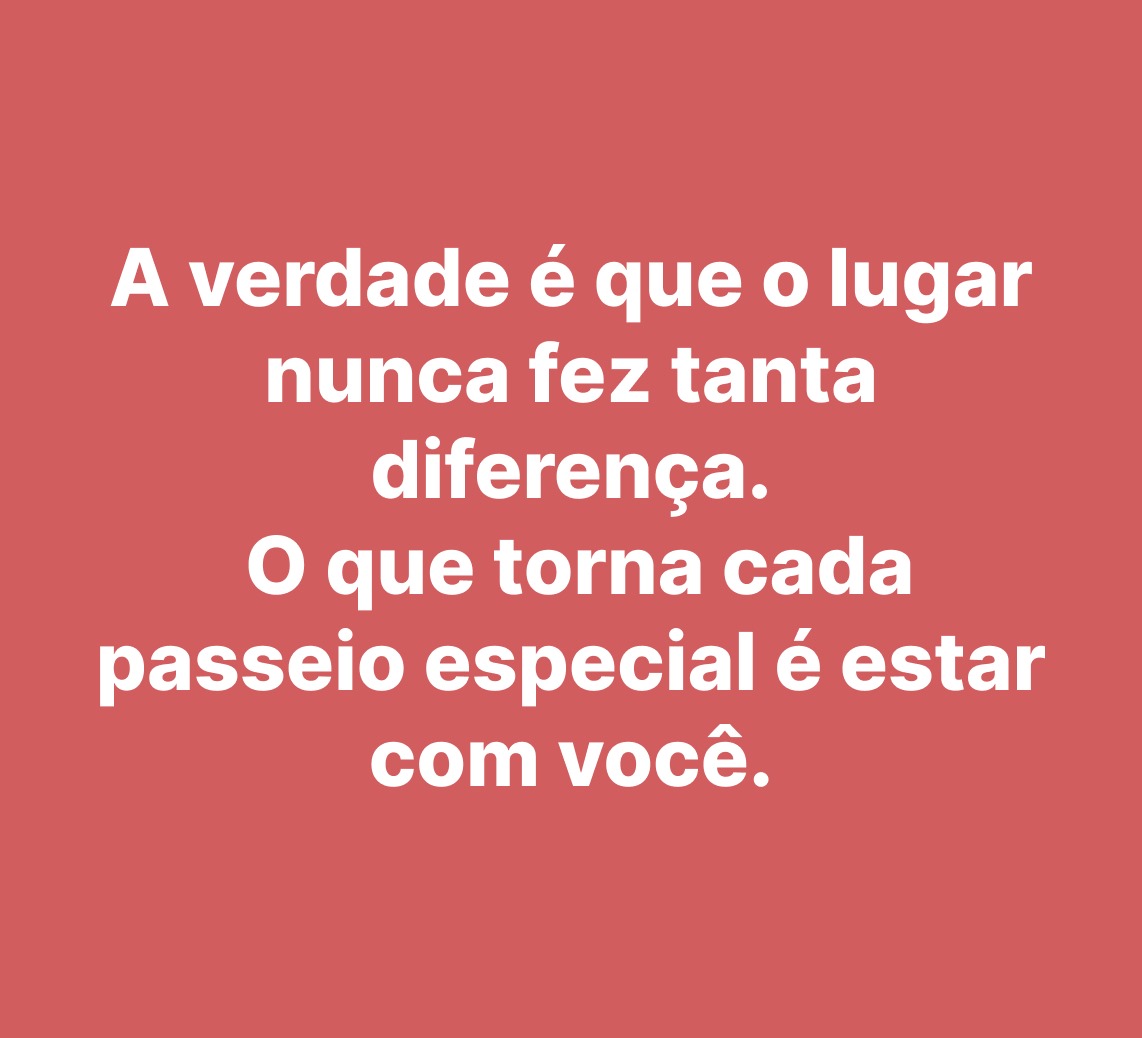 A verdade é que o lugar
nunca fez tanta
diferença.
O que torna cada
passeio especial é estar
com você.